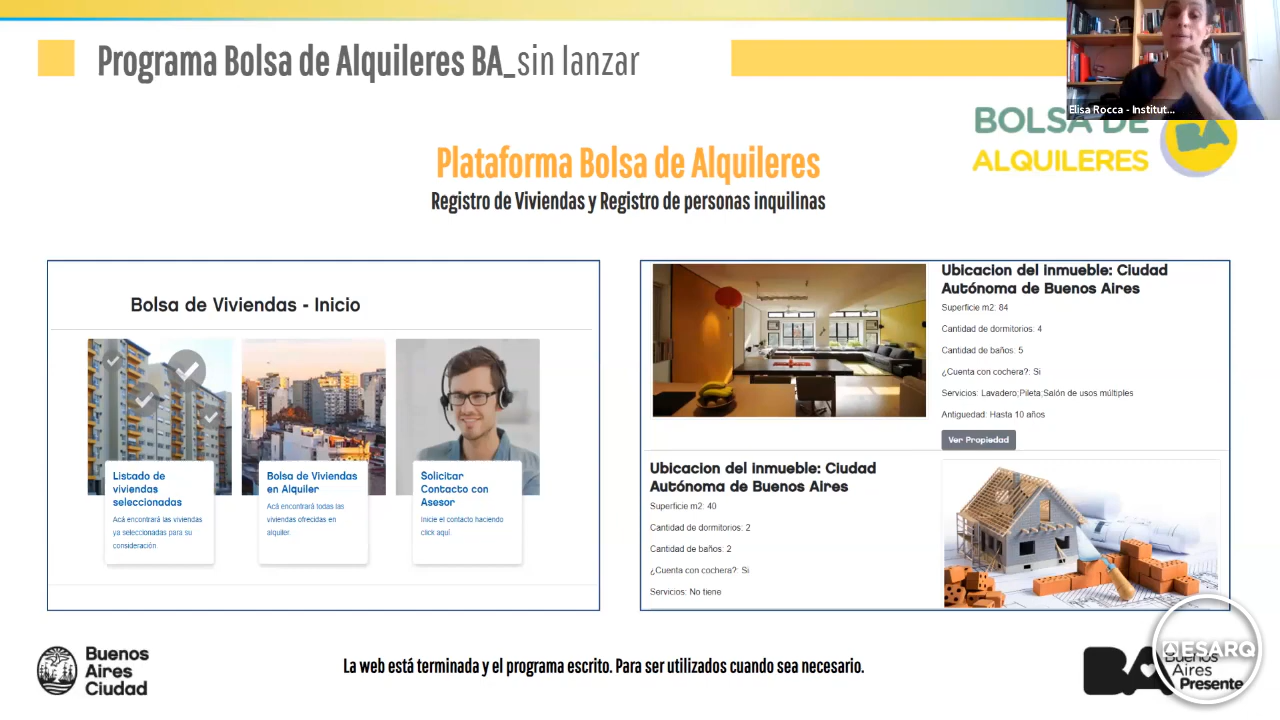 Programa Bolsa de Alquileres BA_sin lanzar
Elisa Rocca - Institut...
BOLSA DE
ALQUILERES
BA
Plataforma Bolsa de Alquileres
Registro de Viviendas y Registro de personas inquilinas
Bolsa de Viviendas - Inicio
Listado de
viviendas
seleccionadas
Acá encontrará las viviendas
ya seleccionadas para su
consideración.
Bolsa de Viviendas
en Alquiler
Acá encontrará todas las
viviendas ofrecidas en
alquiler.
Solicitar
Contacto con
Asesor
Inicie el contacto haciendo
click aquí.
Ubicacion del inmueble: Ciudad
Autónoma de Buenos Aires
Superficie m2: 84
Cantidad de dormitorios: 4
Cantidad de baños: 5
¿Cuenta con cochera?: Si
Servicios: Lavadero;Pileta;Salón de usos múltiples
Antiguedad: Hasta 10 años
Ver Propiedad
Ubicacion del inmueble: Ciudad
Autónoma de Buenos Aires
Superficie m2: 40
Cantidad de dormitorios: 2
Cantidad de baños: 2
¿Cuenta con cochera?: Si
Servicios: No tiene
Buenos
Aires
Ciudad
La web está terminada y el programa escrito. Para ser utilizados cuando sea necesario.
BA
Buenos
Aires
Presente
ESARQ